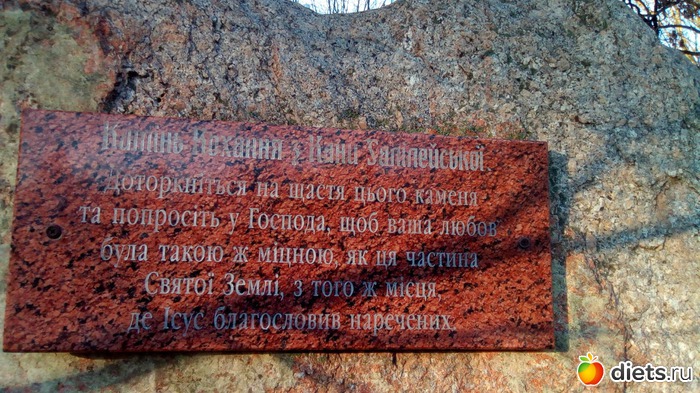 Камінь Кохання з Кани Галілейської.
Доторкніться на щастя цього каменя
та попросіть у Господа, щоб ваша любов
була такою ж міцною, як ця частина
Святої Землі, з того ж місця,
де Ісус благословив наречених.
diets.ru